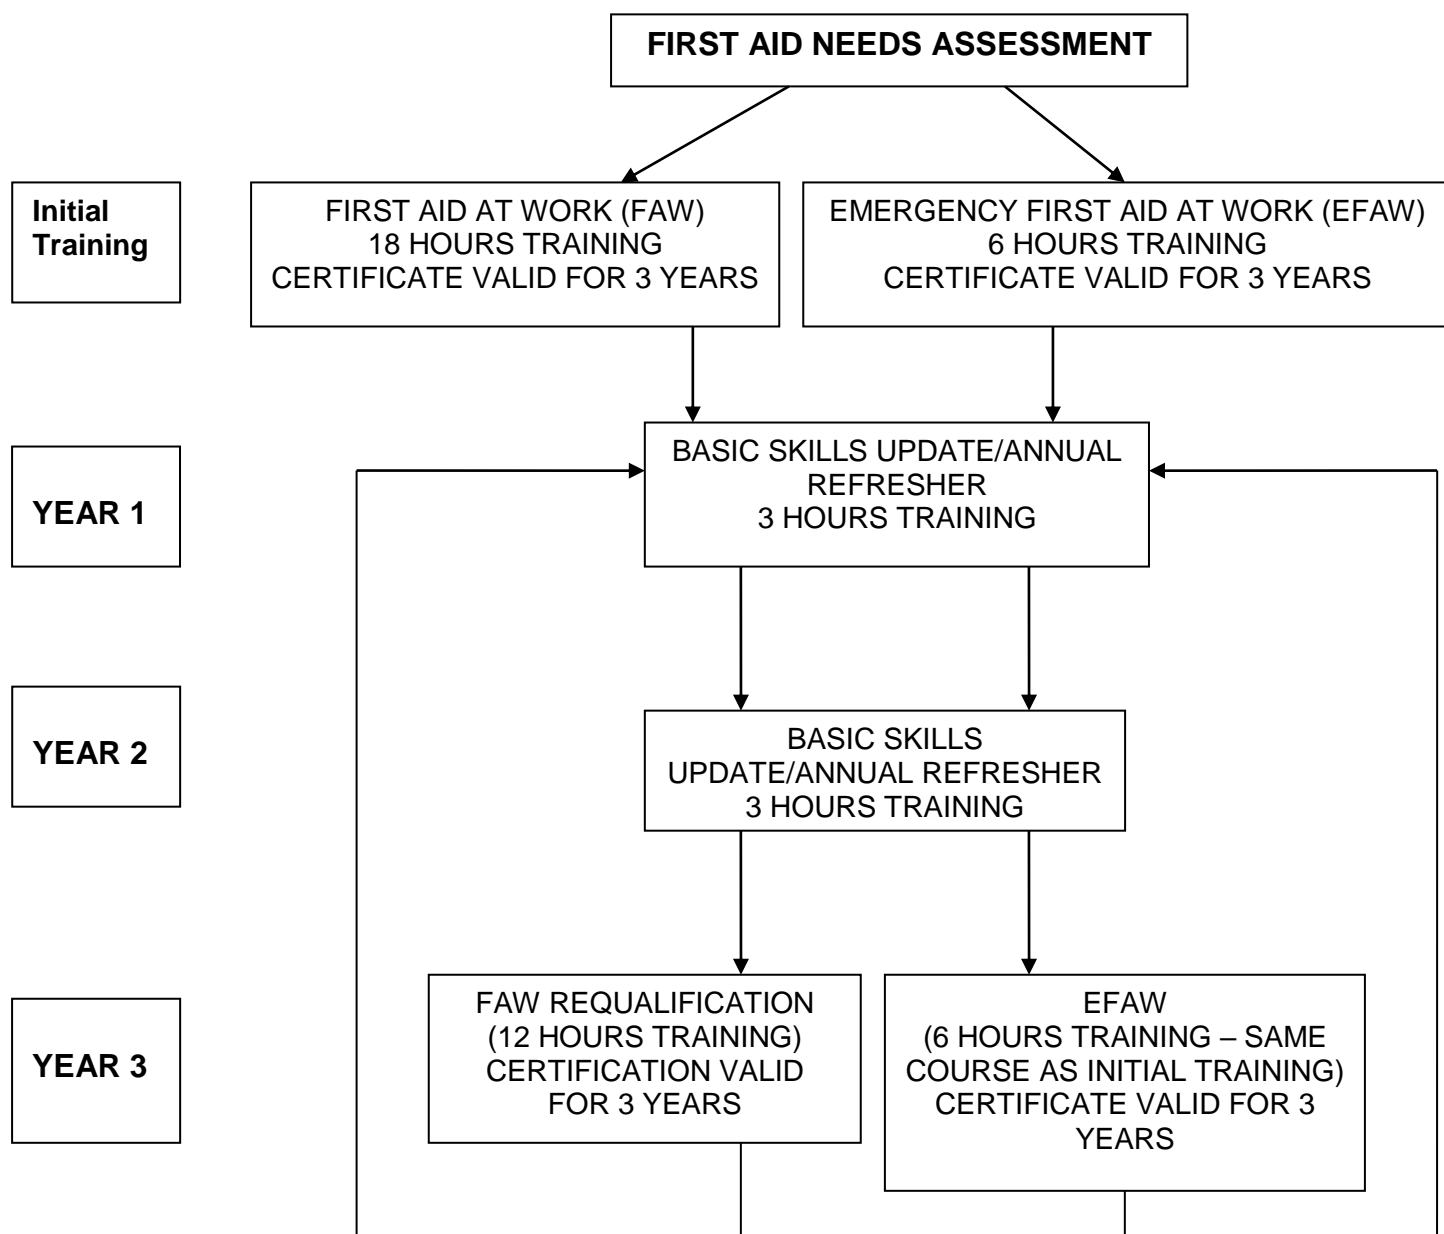 FIRST AID NEEDS ASSESSMENT
Initial
Training
FIRST AID AT WORK (FAW)
18 HOURS TRAINING
CERTIFICATE VALID FOR 3 YEARS
EMERGENCY FIRST AID AT WORK (EFAW)
6 HOURS TRAINING
CERTIFICATE VALID FOR 3 YEARS
YEAR 1
BASIC SKILLS UPDATE/ANNUAL
REFRESHER
3 HOURS TRAINING
YEAR 2
BASIC SKILLS
UPDATE/ANNUAL REFRESHER
3 HOURS TRAINING
YEAR 3
FAW REQUALIFICATION
(12 HOURS TRAINING)
CERTIFICATION VALID
FOR 3 YEARS
EFAW
(6 HOURS TRAINING – SAME
COURSE AS INITIAL TRAINING)
CERTIFICATE VALID FOR 3
YEARS